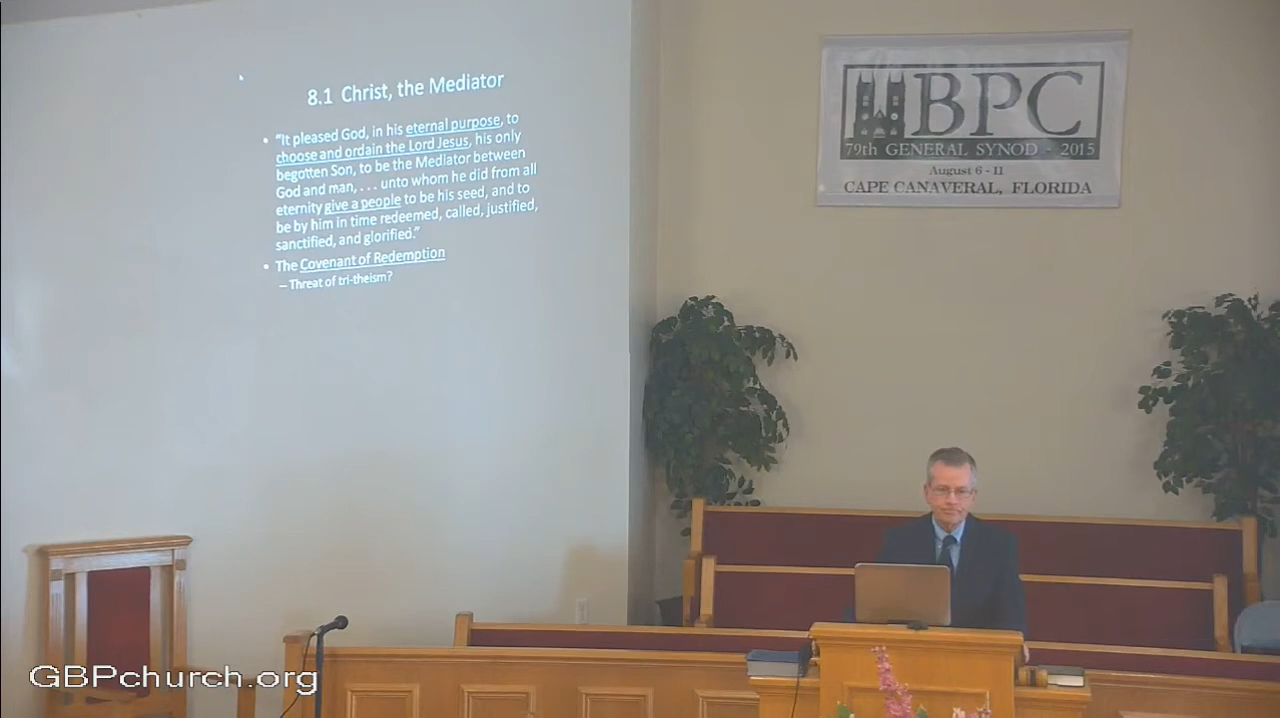 8.1 Christ, the Mediator
• "It pleased God, in his eternal purpose, to
choose and ordain the Lord Jesus, his only
begotten Son, to be the Mediator between
God and man, . . . unto whom he did from all
eternity give a people to be his seed, and to
be by him in time redeemed, called, justified,
sanctified, and glorified."
• The Covenant of Redemption
– Threat of tri-theism?
BPC
79th GENERAL SYNOD - 2015
August 6 - 11
CAPE CANAVERAL, FLORIDA
GBPchurch.org